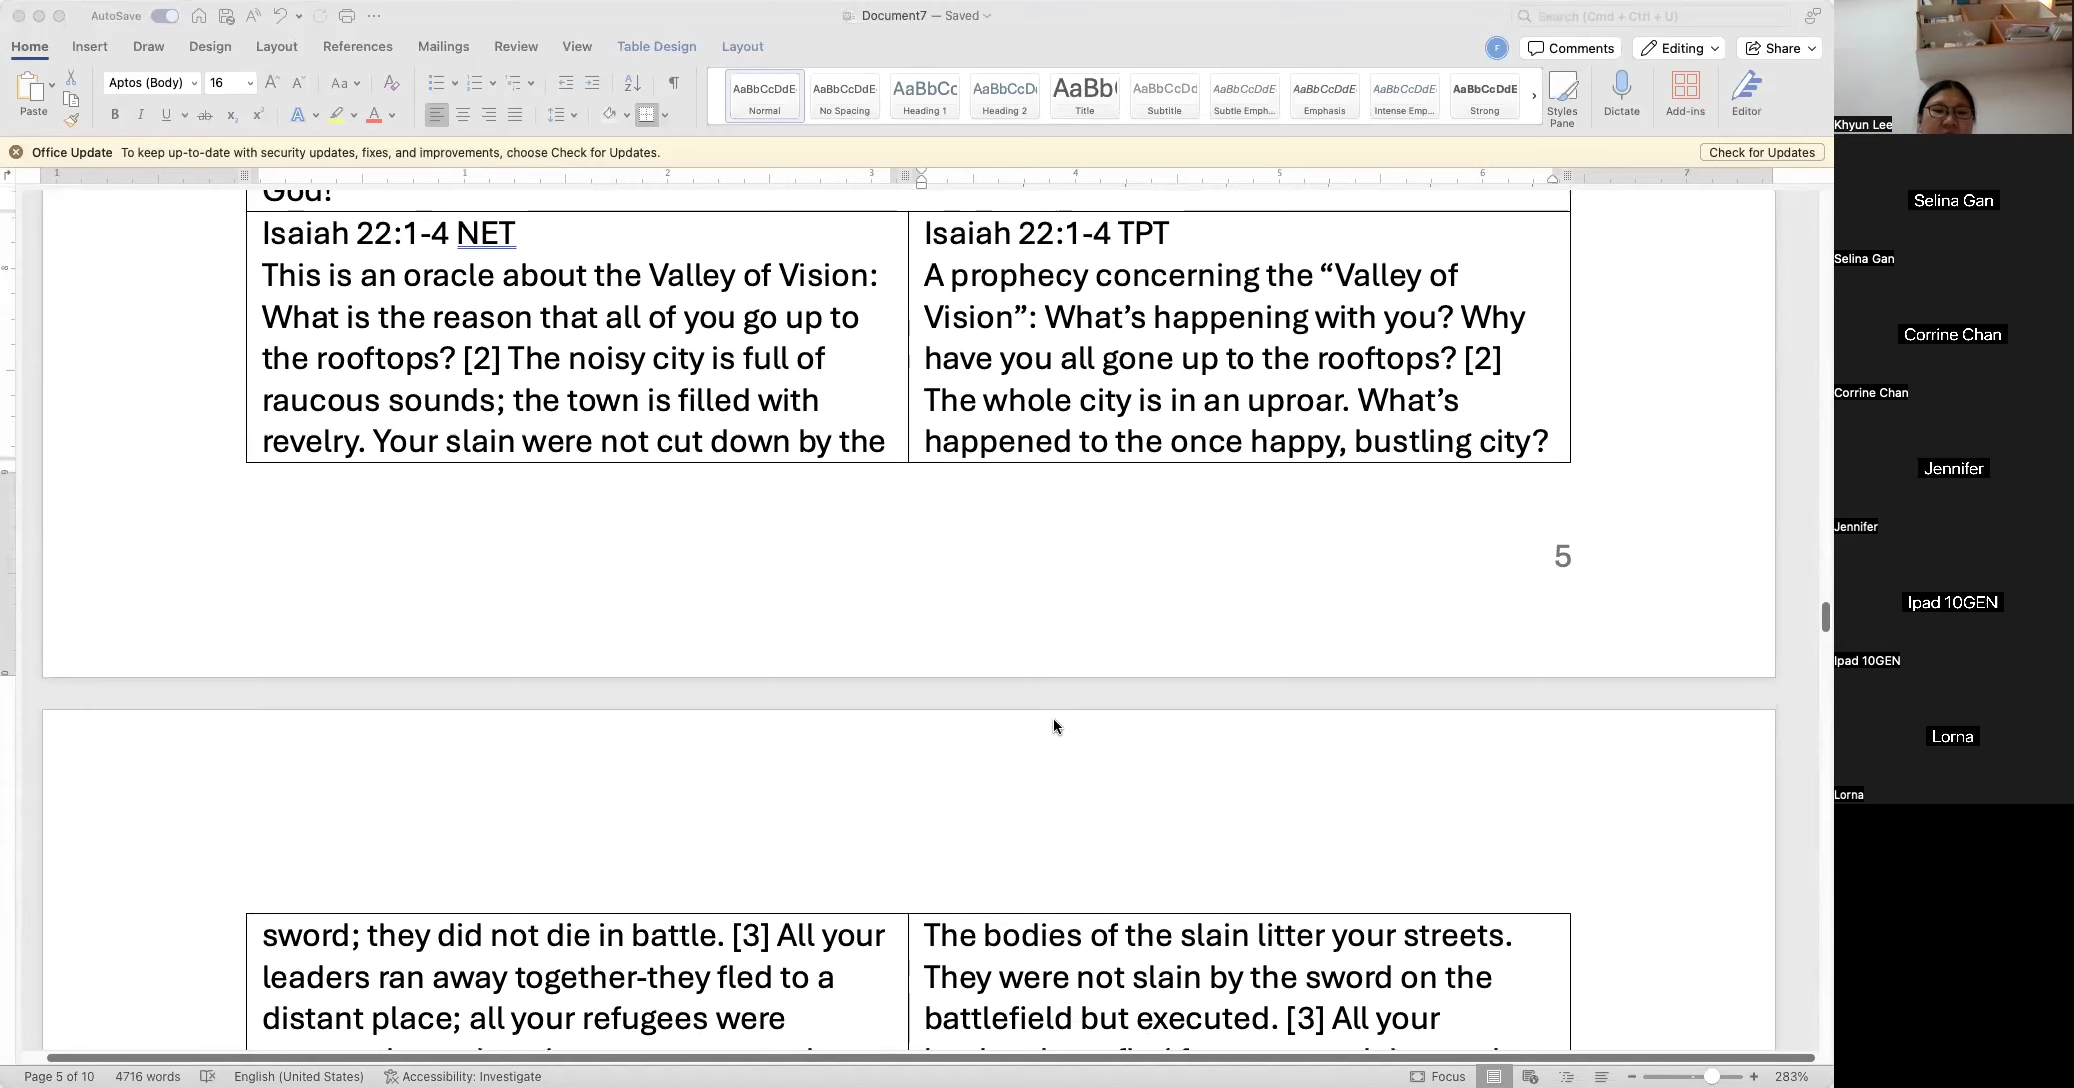 AutoSave
Document7 — Saved
Search (Cmd + Ctrl + U)
Home Insert Draw Design Layout References Mailings Review View Table Design Layout
F Comments Editing Share
Paste
Aptos (Body) 16
AaBbCcDdE Normal
AaBbCcDdE No Spacing
AaBbCc Heading 1
AaBbCcD Heading 2
AaBb Title
AaBbCcDd Subtitle
AaBbCcDdE Subtle Emph...
AaBbCcDdE Emphasis
AaBbCcDdE Intense Emp...
AaBbCcDdE Strong
Styles Pane
Dictate
Add-ins
Editor
Office Update To keep up-to-date with security updates, fixes, and improvements, choose Check for Updates.
Check for Updates
1 1 2 3 4 5 6 7
God!
Isaiah 22:1-4 NET
This is an oracle about the Valley of Vision:
What is the reason that all of you go up to
the rooftops? [2] The noisy city is full of
raucous sounds; the town is filled with
revelry. Your slain were not cut down by the
Isaiah 22:1-4 TPT
A prophecy concerning the “Valley of
Vision”: What’s happening with you? Why
have you all gone up to the rooftops? [2]
The whole city is in an uproar. What’s
happened to the once happy, bustling city?
5
sword; they did not die in battle. [3] All your
leaders ran away together-they fled to a
distant place; all your refugees were
The bodies of the slain litter your streets.
They were not slain by the sword on the
battlefield but executed. [3] All your
Page 5 of 10 4716 words English (United States) Accessibility: Investigate
Focus 283%
Khyun Lee
Selina Gan
Selina Gan
Corrine Chan
Corrine Chan
Jennifer
Jennifer
Ipad 10GEN
Ipad 10GEN
Lorna
Lorna